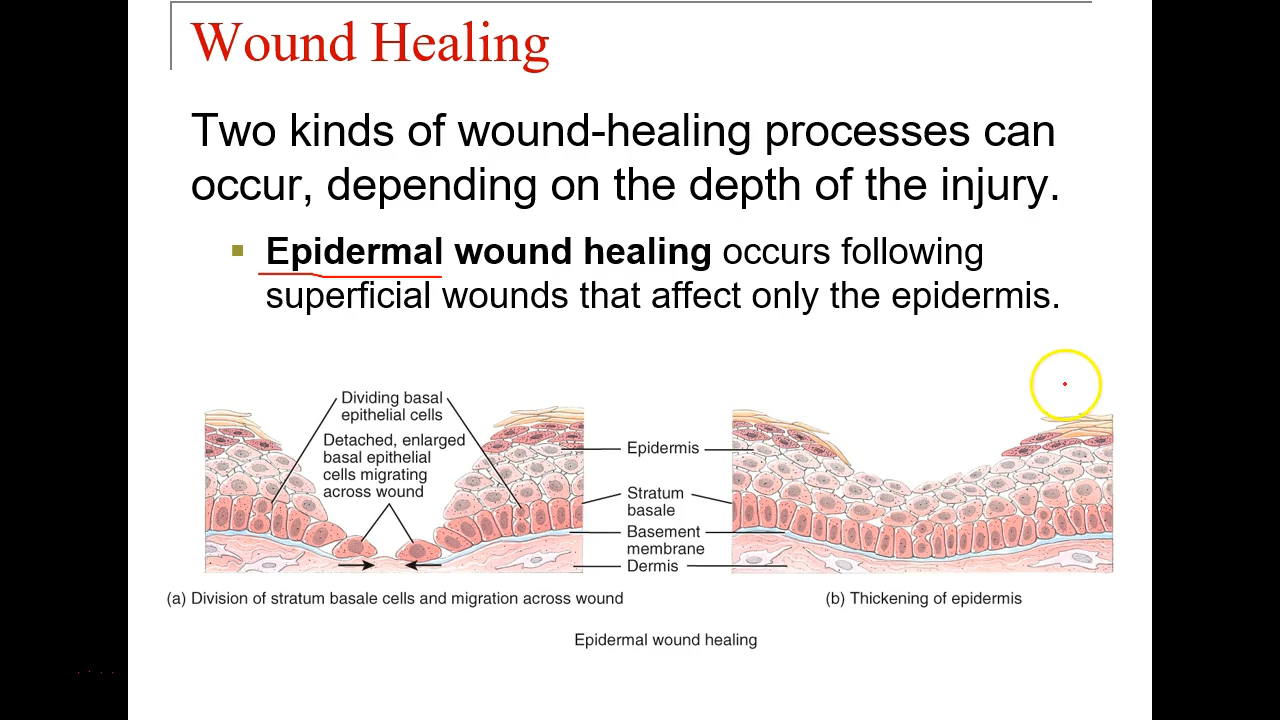 Wound Healing
Two kinds of wound-healing processes can
occur, depending on the depth of the injury.
Epidermal wound healing occurs following
superficial wounds that affect only the epidermis.
Dividing basal
epithelial cells
Detached, enlarged
basal epithelial
cells migrating
across wound
Epidermis
Stratum
basale
Basement
membrane
Dermis
(a) Division of stratum basale cells and migration across wound
(b) Thickening of epidermis
Epidermal wound healing